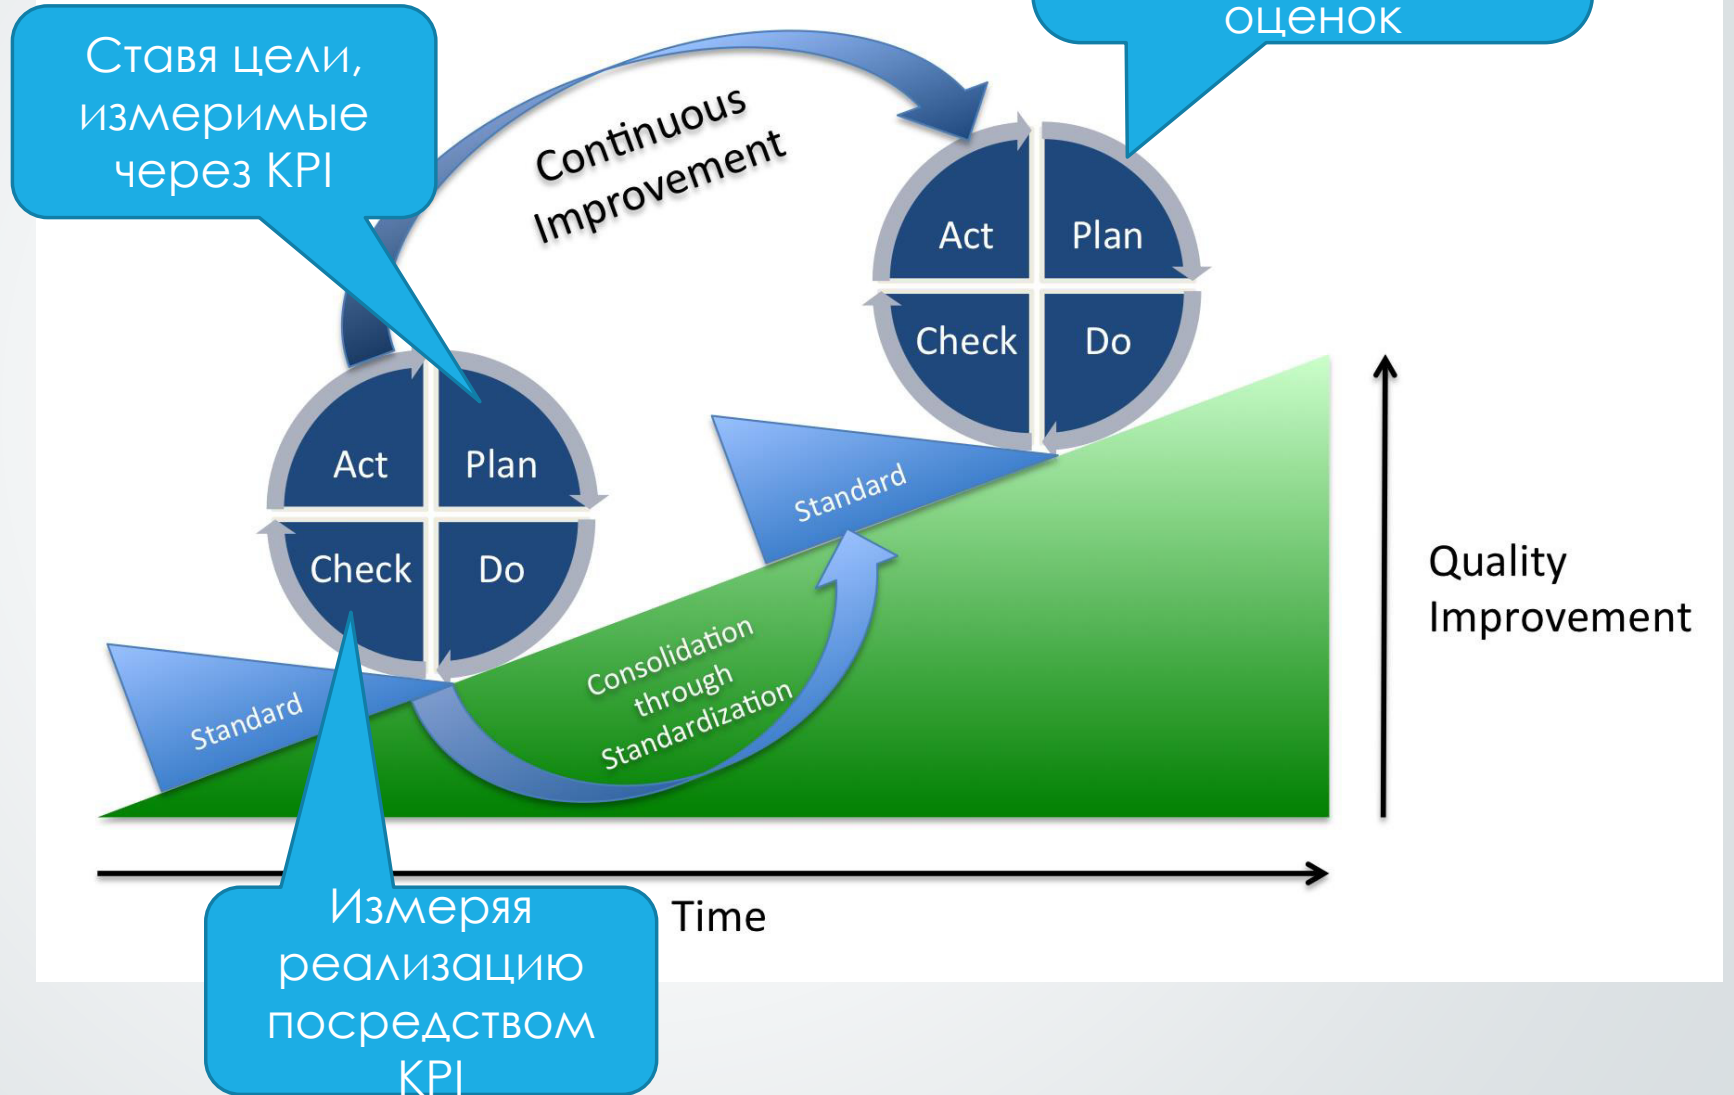 оценок
Ставя цели,
измеримые
через KPI
Continuous
Improvement
Act
Plan
Check
Do
Act
Plan
Check
Do
Standard
Standard
Consolidation
through
Standardization
Quality
Improvement
Time
Измеряя
реализацию
посредством
KPI